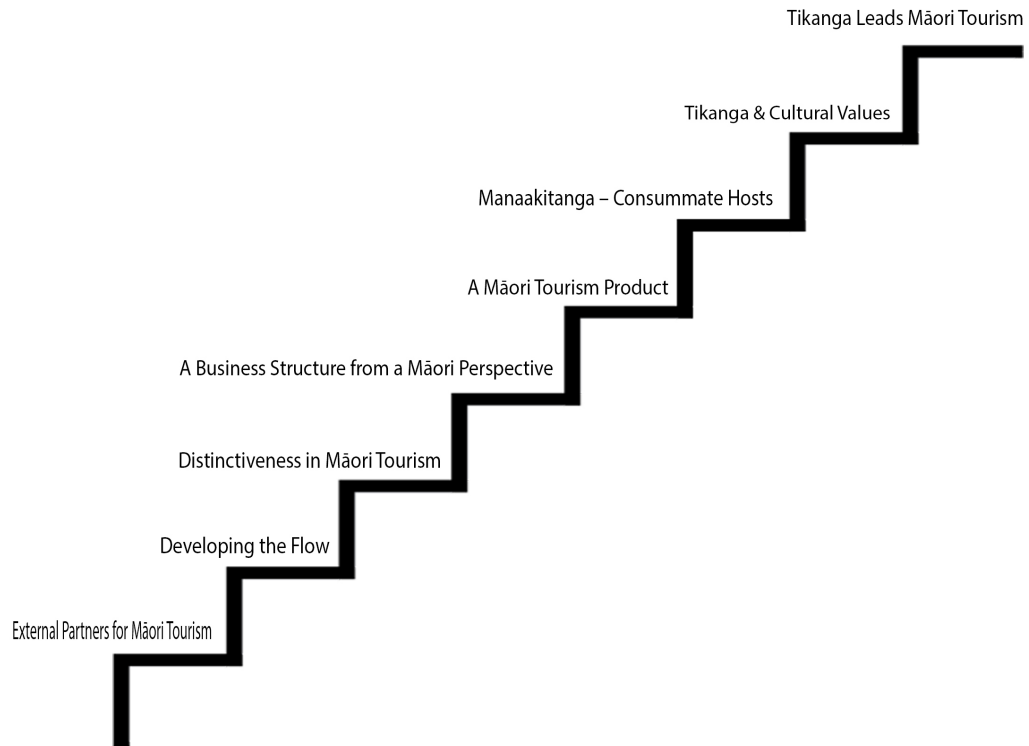 Tikanga Leads Māori Tourism
Tikanga & Cultural Values
Manaakitanga – Consummate Hosts
A Māori Tourism Product
A Business Structure from a Māori Perspective
Distinctiveness in Māori Tourism
Developing the Flow
External Partners for Māori Tourism